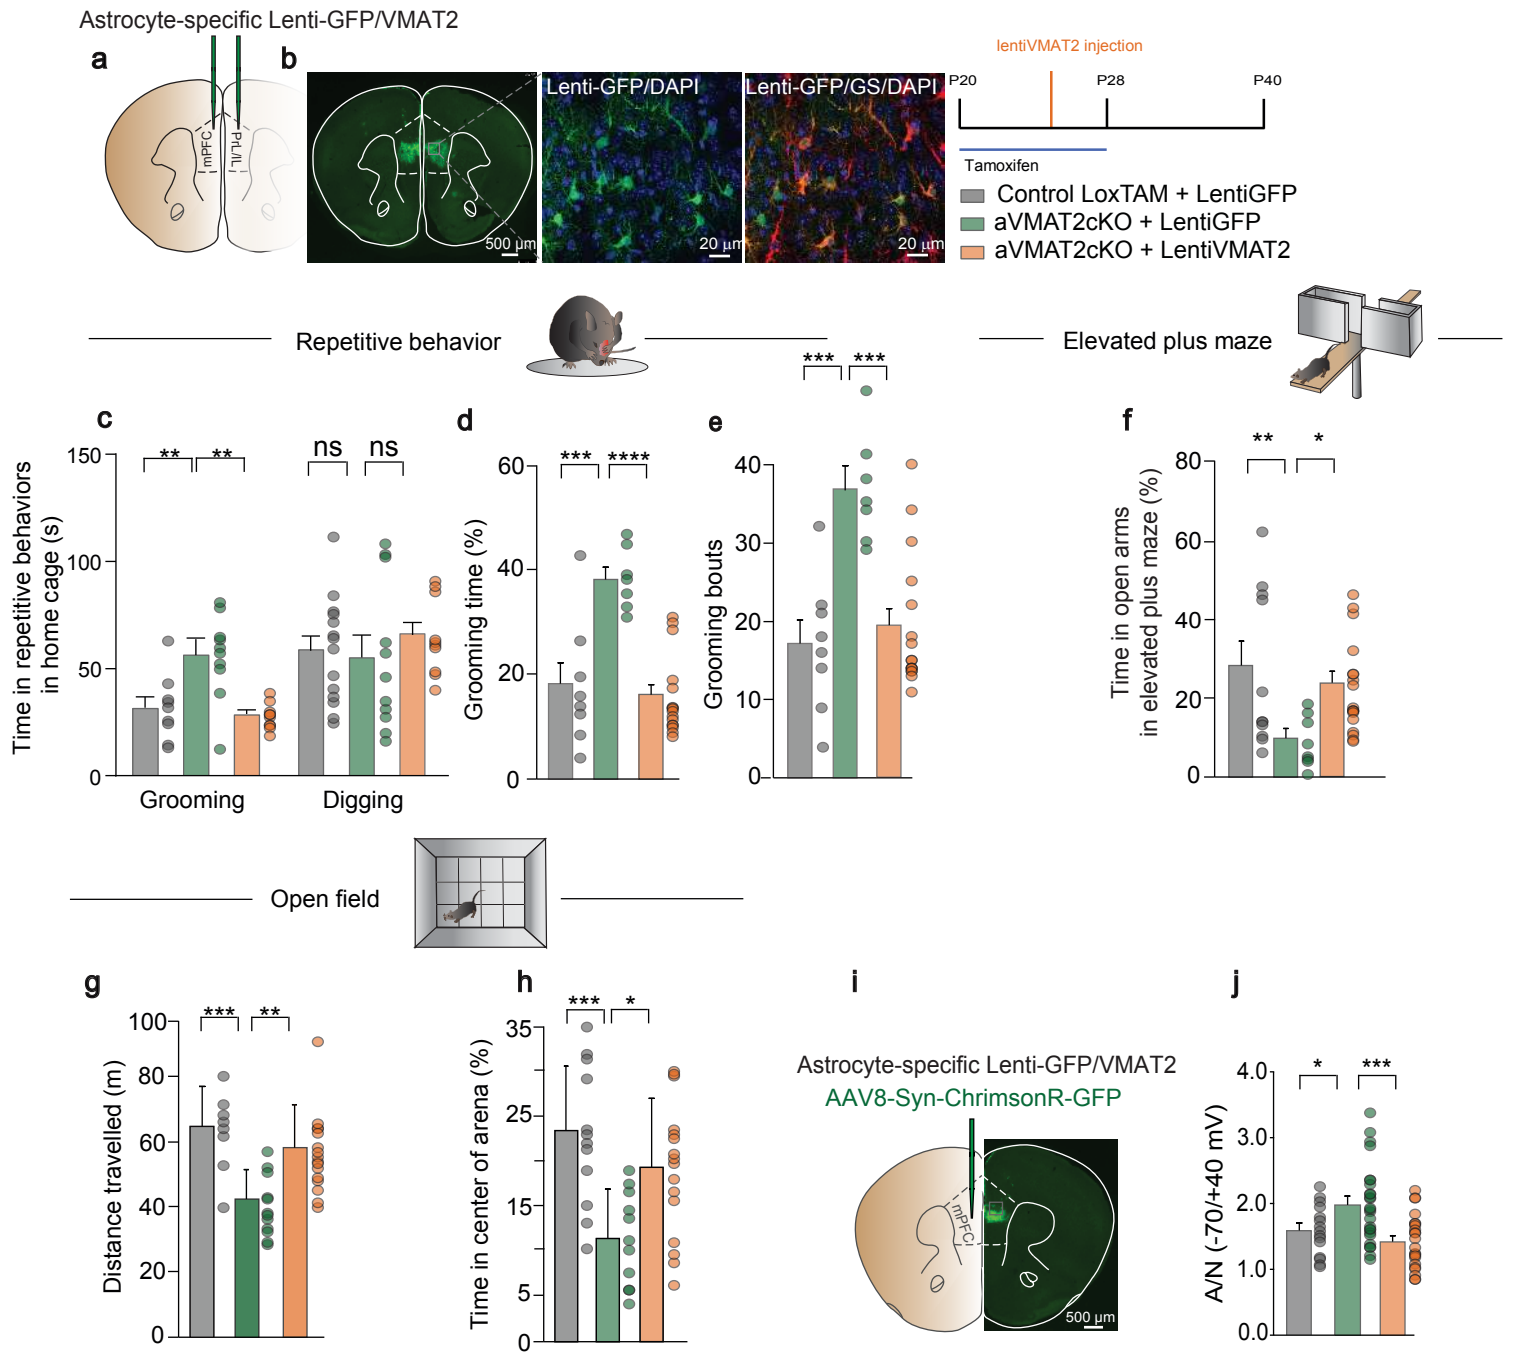 Astrocyte-specific Lenti-GFP/VMAT2
a
mPFC
PrL/IL
b
500 µm
Lenti-GFP/DAPI
20 µm
Lenti-GFP/GS/DAPI
20 µm
lentiVMAT2 injection
P20
P28
P40
Tamoxifen
Control LoxTAM + LentiGFP
aVMAT2cKO + LentiGFP
aVMAT2cKO + LentiVMAT2
Repetitive behavior
Elevated plus maze
c
Time in repetitive behaviors
in home cage (s)
150
100
50
0
**
**
ns
ns
Grooming
Digging
d
Grooming time (%)
60
40
20
0
***
****
e
Grooming bouts
40
30
20
10
0
***
***
f
Time in open arms
in elevated plus maze (%)
80
60
40
20
0
**
*
Open field
g
Distance travelled (m)
100
80
60
40
20
0
***
**
h
Time in center of arena (%)
35
25
15
5
0
***
*
i
Astrocyte-specific Lenti-GFP/VMAT2
AAV8-Syn-ChrimsonR-GFP
mPFC
500 µm
j
A/N (-70/+40 mV)
4.0
3.0
2.0
1.0
0.0
*
***